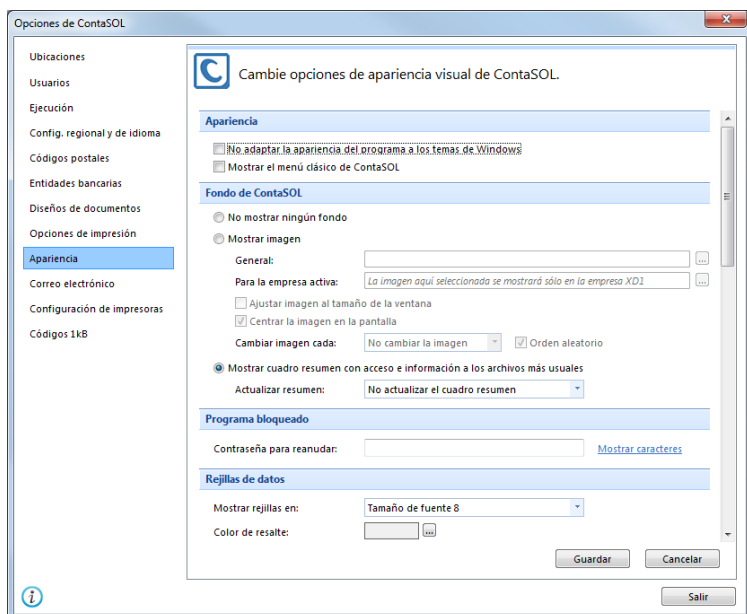 Opciones de ContaSOL
Ubicaciones
Usuarios
Ejecución
Config. regional y de idioma
Códigos postales
Entidades bancarias
Diseños de documentos
Opciones de impresión
Apariencia
Correo electrónico
Configuración de impresoras
Códigos 1kB
Cambie opciones de apariencia visual de ContaSOL.
Apariencia
No adaptar la apariencia del programa a los temas de Windows
Mostrar el menú clásico de ContaSOL
Fondo de ContaSOL
No mostrar ningún fondo
Mostrar imagen
General:
...
Para la empresa activa: La imagen aquí seleccionada se mostrará sólo en la empresa XD1
...
Ajustar imagen al tamaño de la ventana
Centrar la imagen en la pantalla
Cambiar imagen cada: No cambiar la imagen Orden aleatorio
Mostrar cuadro resumen con acceso e información a los archivos más usuales
Actualizar resumen: No actualizar el cuadro resumen
Programa bloqueado
Contraseña para reanudar: Mostrar caracteres
Rejillas de datos
Mostrar rejillas en: Tamaño de fuente 8
Color de resalte: ...
Guardar Cancelar
Salir